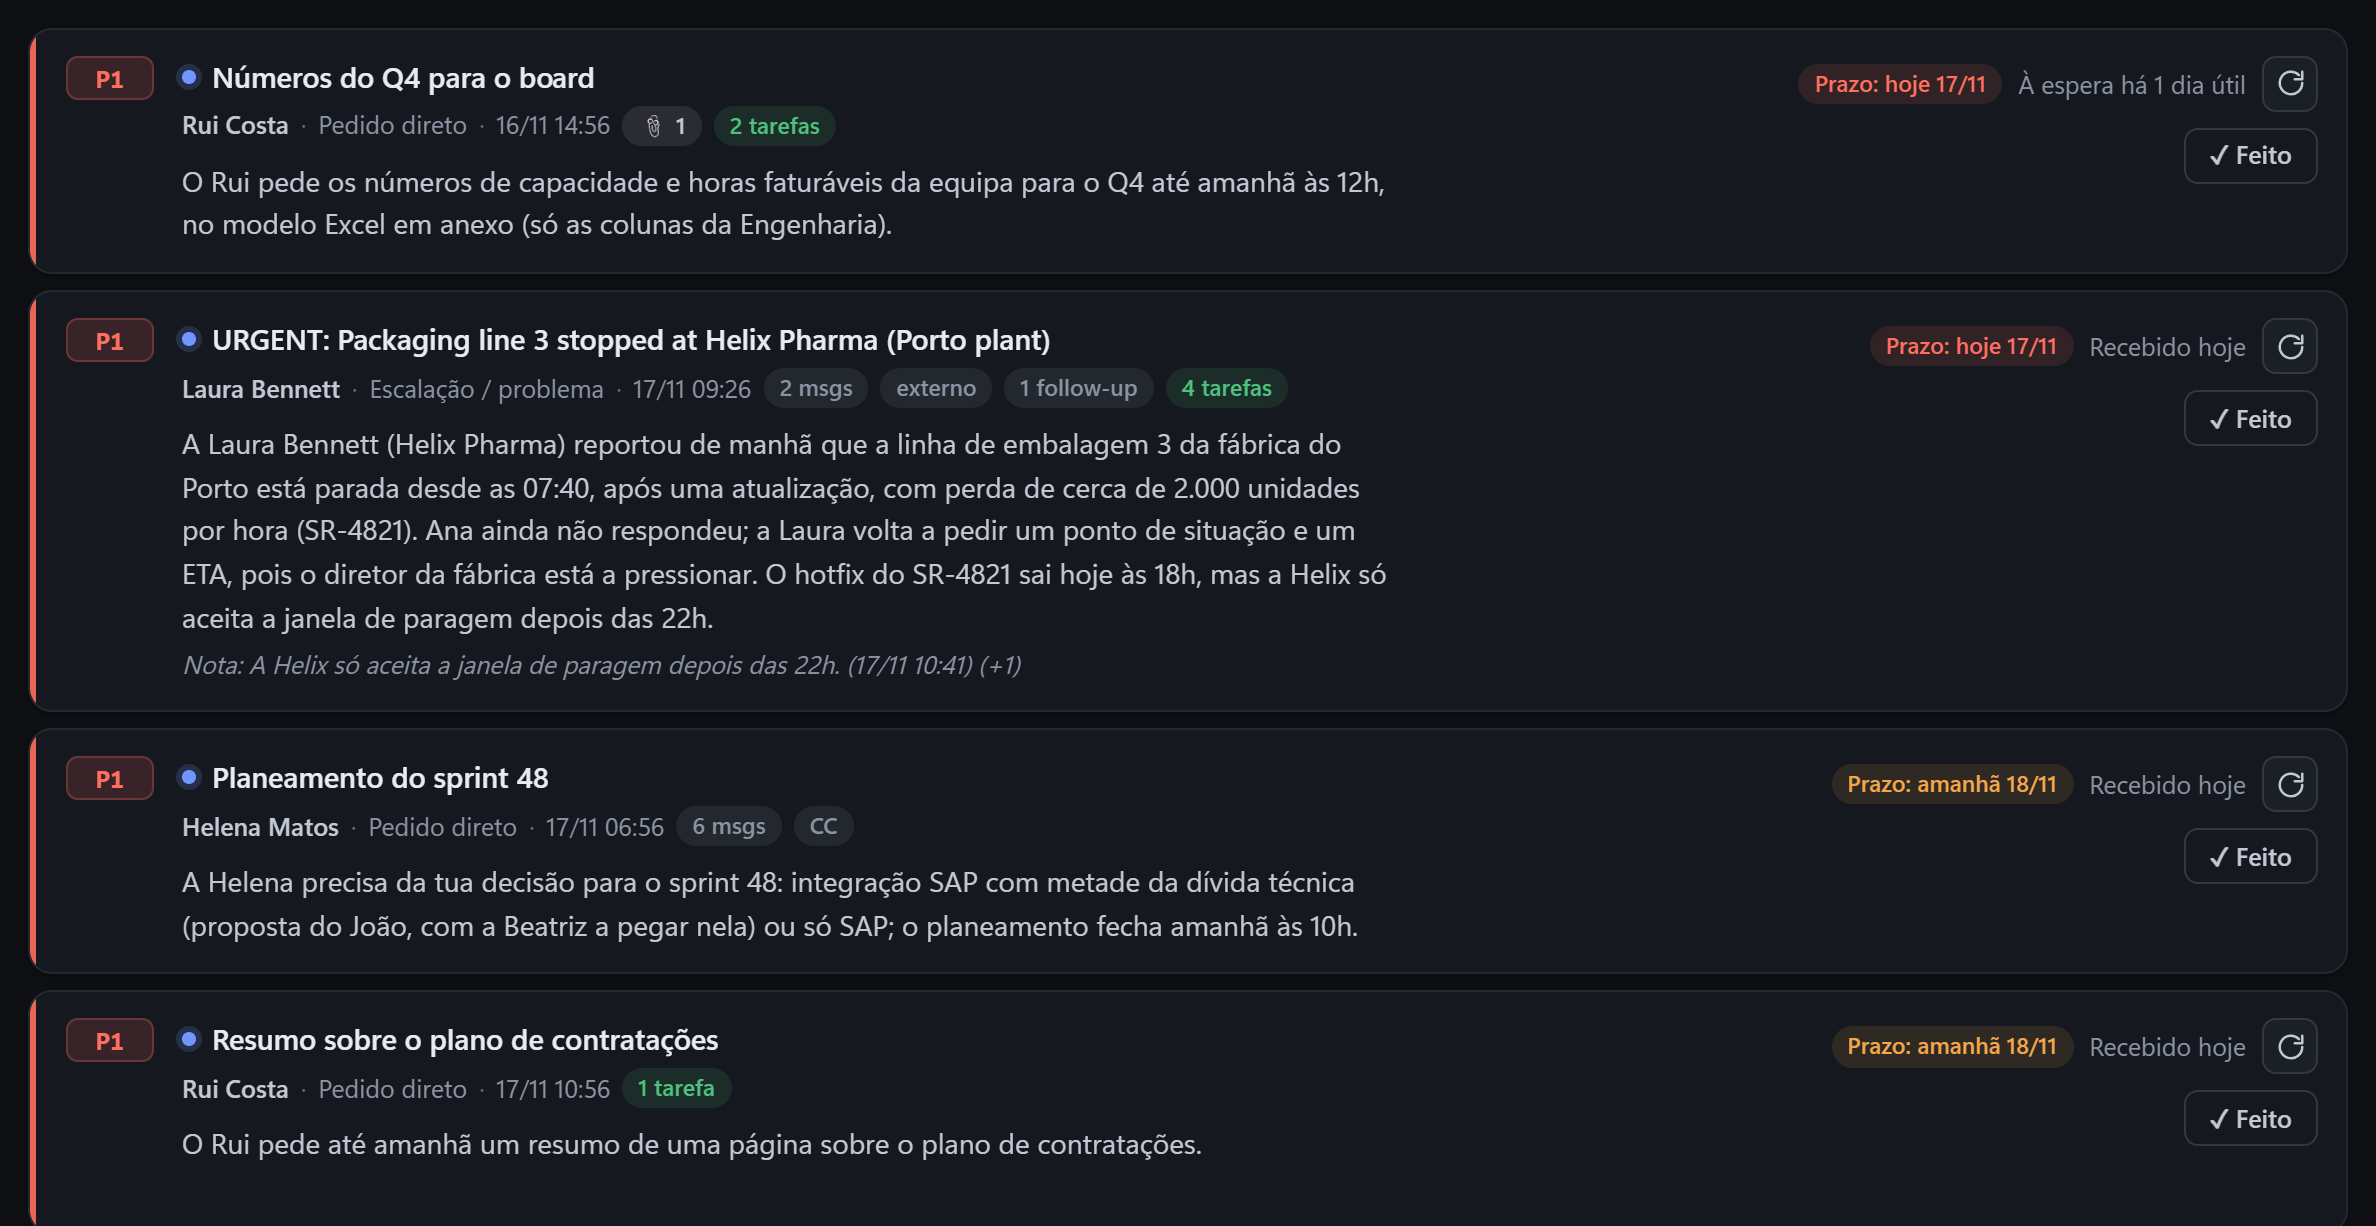 P1 Números do Q4 para o board Prazo: hoje 17/11 À espera há 1 dia útil
Rui Costa · Pedido direto · 16/11 14:56 1 2 tarefas
✓ Feito
O Rui pede os números de capacidade e horas faturáveis da equipa para o Q4 até amanhã às 12h,
no modelo Excel em anexo (só as colunas da Engenharia).
P1 URGENT: Packaging line 3 stopped at Helix Pharma (Porto plant) Prazo: hoje 17/11 Recebido hoje
Laura Bennett · Escalação / problema · 17/11 09:26 2 msgs externo 1 follow-up 4 tarefas
✓ Feito
A Laura Bennett (Helix Pharma) reportou de manhã que a linha de embalagem 3 da fábrica do
Porto está parada desde as 07:40, após uma atualização, com perda de cerca de 2.000 unidades
por hora (SR-4821). Ana ainda não respondeu; a Laura volta a pedir um ponto de situação e um
ETA, pois o diretor da fábrica está a pressionar. O hotfix do SR-4821 sai hoje às 18h, mas a Helix só
aceita a janela de paragem depois das 22h.
Nota: A Helix só aceita a janela de paragem depois das 22h. (17/11 10:41) (+1)
P1 Planeamento do sprint 48 Prazo: amanhã 18/11 Recebido hoje
Helena Matos · Pedido direto · 17/11 06:56 6 msgs CC
✓ Feito
A Helena precisa da tua decisão para o sprint 48: integração SAP com metade da dívida técnica
(proposta do João, com a Beatriz a pegar nela) ou só SAP; o planeamento fecha amanhã às 10h.
P1 Resumo sobre o plano de contratações Prazo: amanhã 18/11 Recebido hoje
Rui Costa · Pedido direto · 17/11 10:56 1 tarefa
✓ Feito
O Rui pede até amanhã um resumo de uma página sobre o plano de contratações.